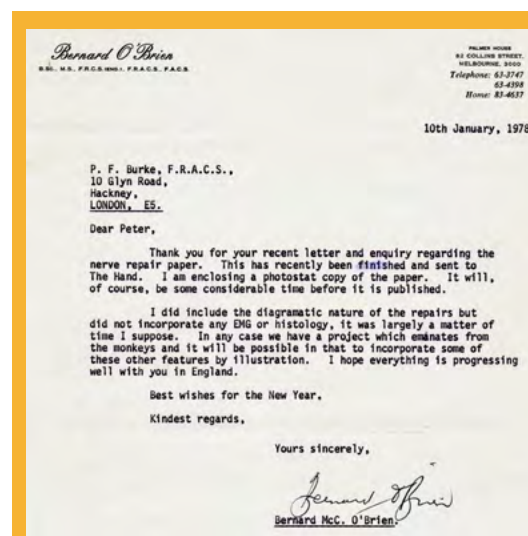 Bernard O'Brien
B.SC., M.S., F.R.C.S. (ENG.), F.R.A.C.S., F.A.C.S.
PALMER HOUSE
COLLINS STREET,
MELBOURNE, 3000
Telephone: 63-3747
63-4398
Home: 83-4637
10th January, 1978
P. F. Burke, F.R.A.C.S.,
10 Glyn Road,
Hackney,
LONDON, E5.
Dear Peter,
Thank you for your recent letter and enquiry regarding the
nerve repair paper. This has recently been finished and sent to
The Hand. I am enclosing a photostat copy of the paper. It will,
of course, be some considerable time before it is published.
I did include the diagramatic nature of the repairs but
did not incorporate any EMG or histology, it was largely a matter of
time I suppose. In any case we have a project which emanates from
the monkeys and it will be possible in that to incorporate some of
these other features by illustration. I hope everything is progressing
well with you in England.
Best wishes for the New Year.
Kindest regards,
Yours sincerely,
Bernard O'Brien
Bernard McC. O'Brien.